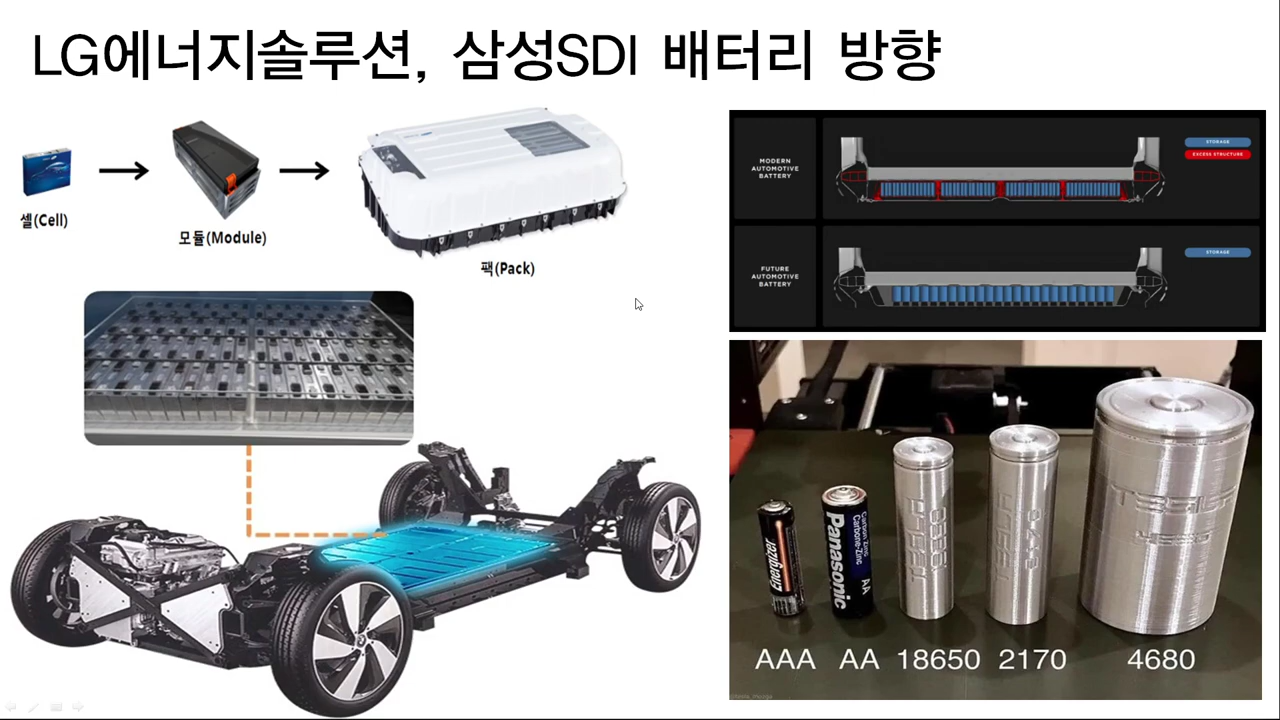 LG에너지솔루션, 삼성SDI 배터리 방향
셀(Cell)
모듈(Module)
팩(Pack)
MODERN
AUTOMOTIVE
BATTERY
STORAGE
EXCESS STRUCTURE
FUTURE
AUTOMOTIVE
BATTERY
STORAGE
Energizer
Panasonic
AA
AAA AA 18650 2170 4680